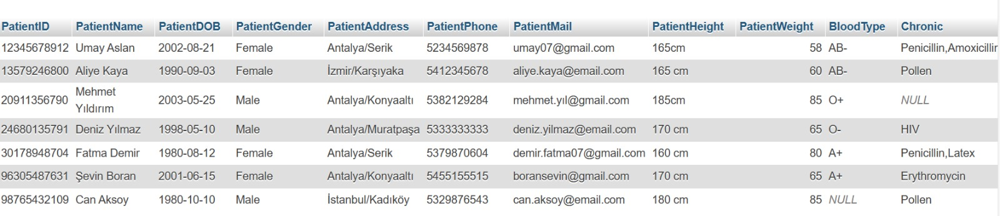 PatientID PatientName PatientDOB PatientGender PatientAddress PatientPhone PatientMail PatientHeight PatientWeight BloodType Chronic
12345678912 Umay Aslan 2002-08-21 Female Antalya/Serik 5234569878 umay07@gmail.com 165cm 58 AB- Penicillin,Amoxicillin
13579246800 Aliye Kaya 1990-09-03 Female İzmir/Karşıyaka 5412345678 aliye.kaya@email.com 165 cm 60 AB- Pollen
20911356790 Mehmet Yıldırım 2003-05-25 Male Antalya/Konyaaltı 5382129284 mehmet.yıl@gmail.com 185cm 85 O+ NULL
24680135791 Deniz Yılmaz 1998-05-10 Male Antalya/Muratpaşa 5333333333 deniz.yilmaz@email.com 170 cm 65 O- HIV
30178948704 Fatma Demir 1980-08-12 Female Antalya/Serik 5379870604 demir.fatma07@gmail.com 160 cm 80 A+ Penicillin,Latex
96305487631 Şevin Boran 2001-06-15 Female Antalya/Konyaaltı 5455155515 boransevin@gmail.com 170 cm 65 A+ Erythromycin
98765432109 Can Aksoy 1980-10-10 Male İstanbul/Kadıköy 5329876543 can.aksoy@email.com 180 cm 85 NULL Pollen